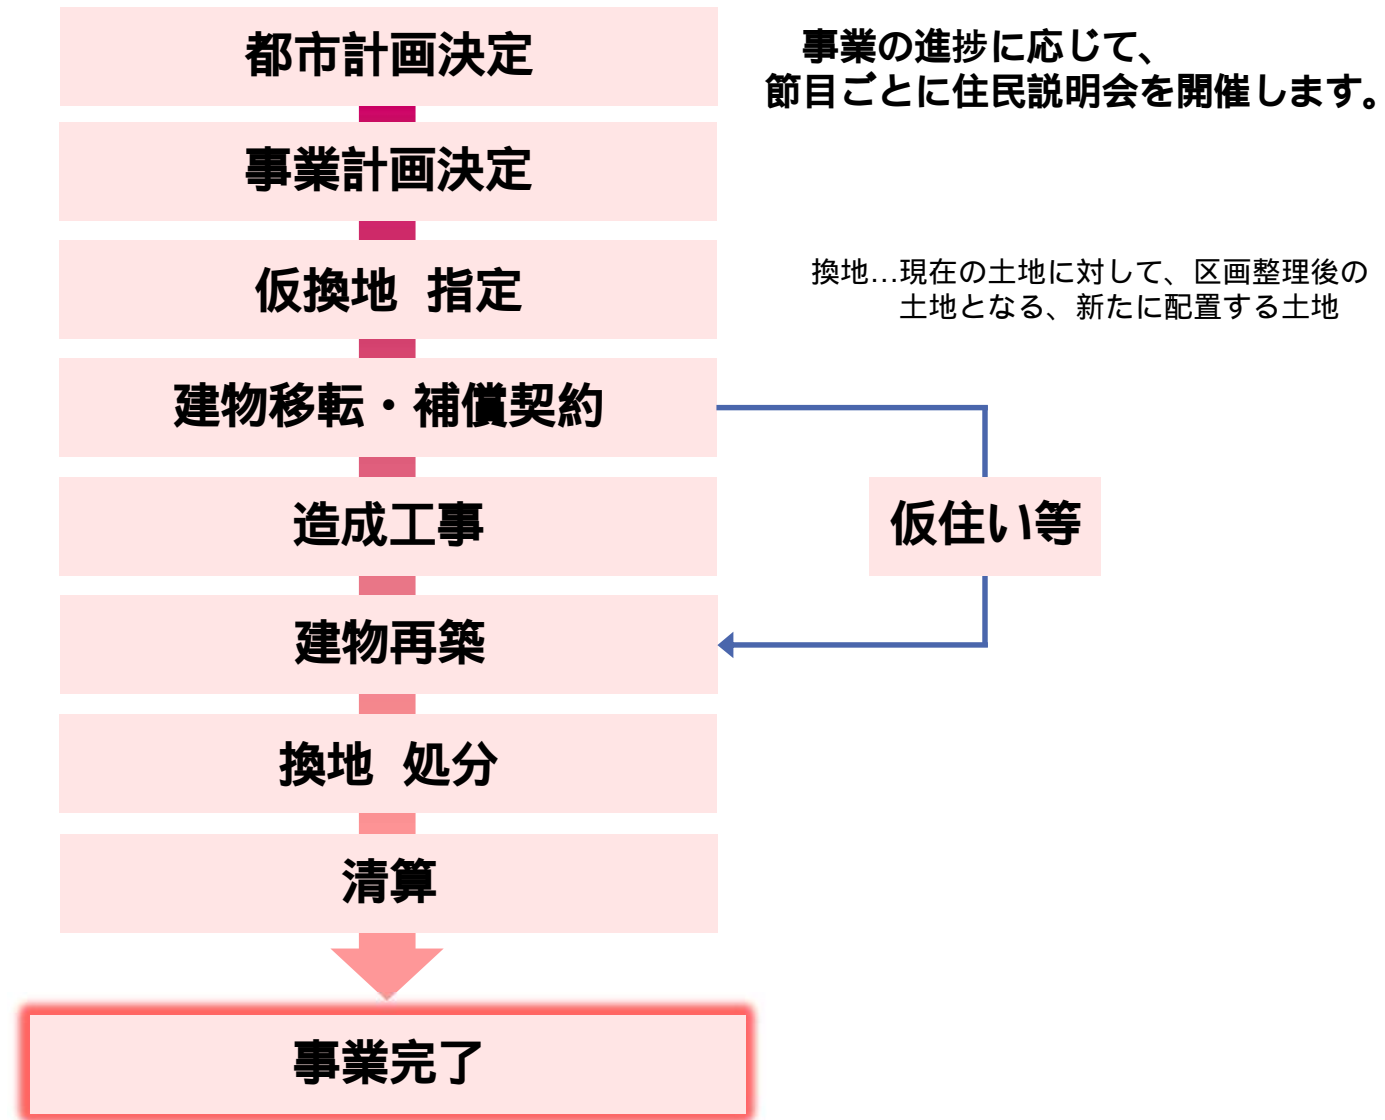 都市計画決定
事業の進捗に応じて、
節目ごとに住民説明会を開催します。
事業計画決定
仮換地 指定
換地…現在の土地に対して、区画整理後の
土地となる、新たに配置する土地
建物移転・補償契約
造成工事
仮住い等
建物再築
換地 処分
清算
事業完了